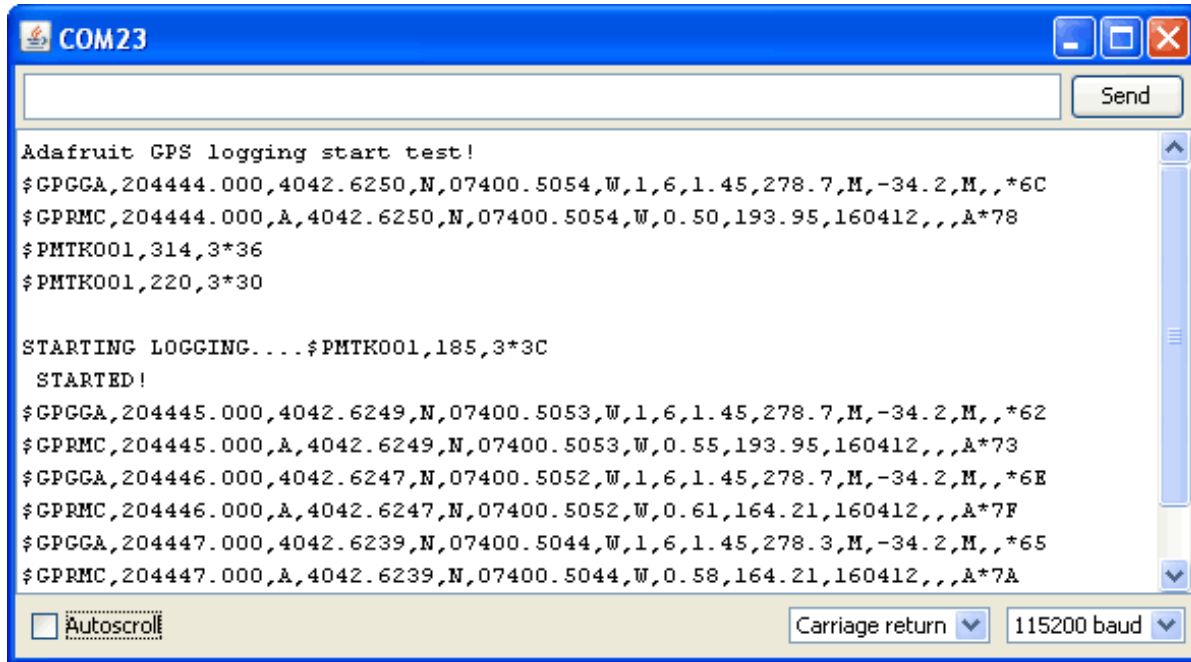 COM23
Send
Adafruit GPS logging start test!
$GPGGA,204444.000,4042.6250,N,07400.5054,W,1,6,1.45,278.7,M,-34.2,M,,*6C
$GPRMC,204444.000,A,4042.6250,N,07400.5054,W,0.50,193.95,160412,,,A*78
$PMTK001,314,3*36
$PMTK001,220,3*30
STARTING LOGGING....$PMTK001,185,3*3C
STARTED!
$GPGGA,204445.000,4042.6249,N,07400.5053,W,1,6,1.45,278.7,M,-34.2,M,,*62
$GPRMC,204445.000,A,4042.6249,N,07400.5053,W,0.55,193.95,160412,,,A*73
$GPGGA,204446.000,4042.6247,N,07400.5052,W,1,6,1.45,278.7,M,-34.2,M,,*6E
$GPRMC,204446.000,A,4042.6247,N,07400.5052,W,0.61,164.21,160412,,,A*7F
$GPGGA,204447.000,4042.6239,N,07400.5044,W,1,6,1.45,278.3,M,-34.2,M,,*65
$GPRMC,204447.000,A,4042.6239,N,07400.5044,W,0.58,164.21,160412,,,A*7A
Autoscroll
Carriage return
115200 baud